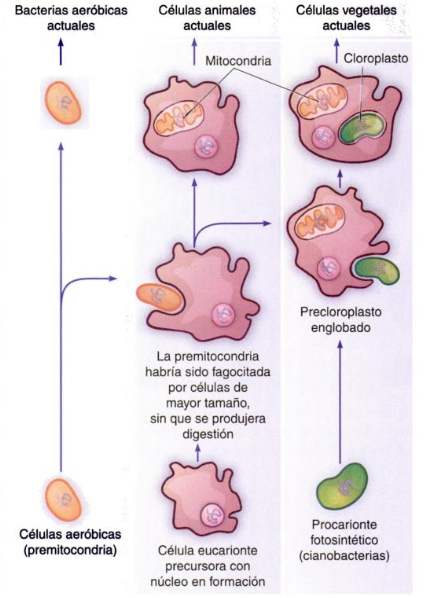 Bacterias aeróbicas
actuales
Células animales
actuales
Células vegetales
actuales
Mitocondria
Cloroplasto
Precloroplasto
englobado
La premitocondria
habría sido fagocitada
por células de
mayor tamaño,
sin que se produjera
digestión
Células aeróbicas
(premitocondria)
Célula eucarionte
precursora con
núcleo en formación
Procarionte
fotosintético
(cianobacterias)